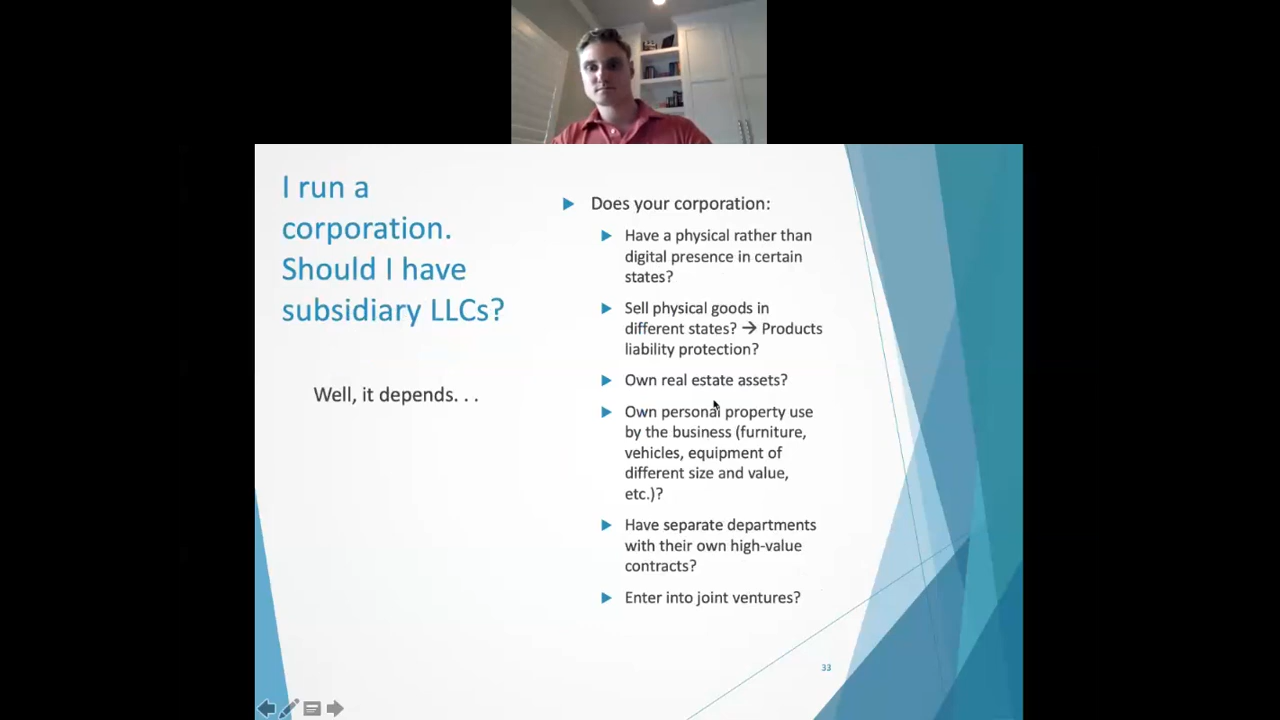 I run a
corporation.
Should I have
subsidiary LLCs?
Well, it depends. . .
Does your corporation:
Have a physical rather than
digital presence in certain
states?
Sell physical goods in
different states? → Products
liability protection?
Own real estate assets?
Own personal property use
by the business (furniture,
vehicles, equipment of
different size and value,
etc.)?
Have separate departments
with their own high-value
contracts?
Enter into joint ventures?
33